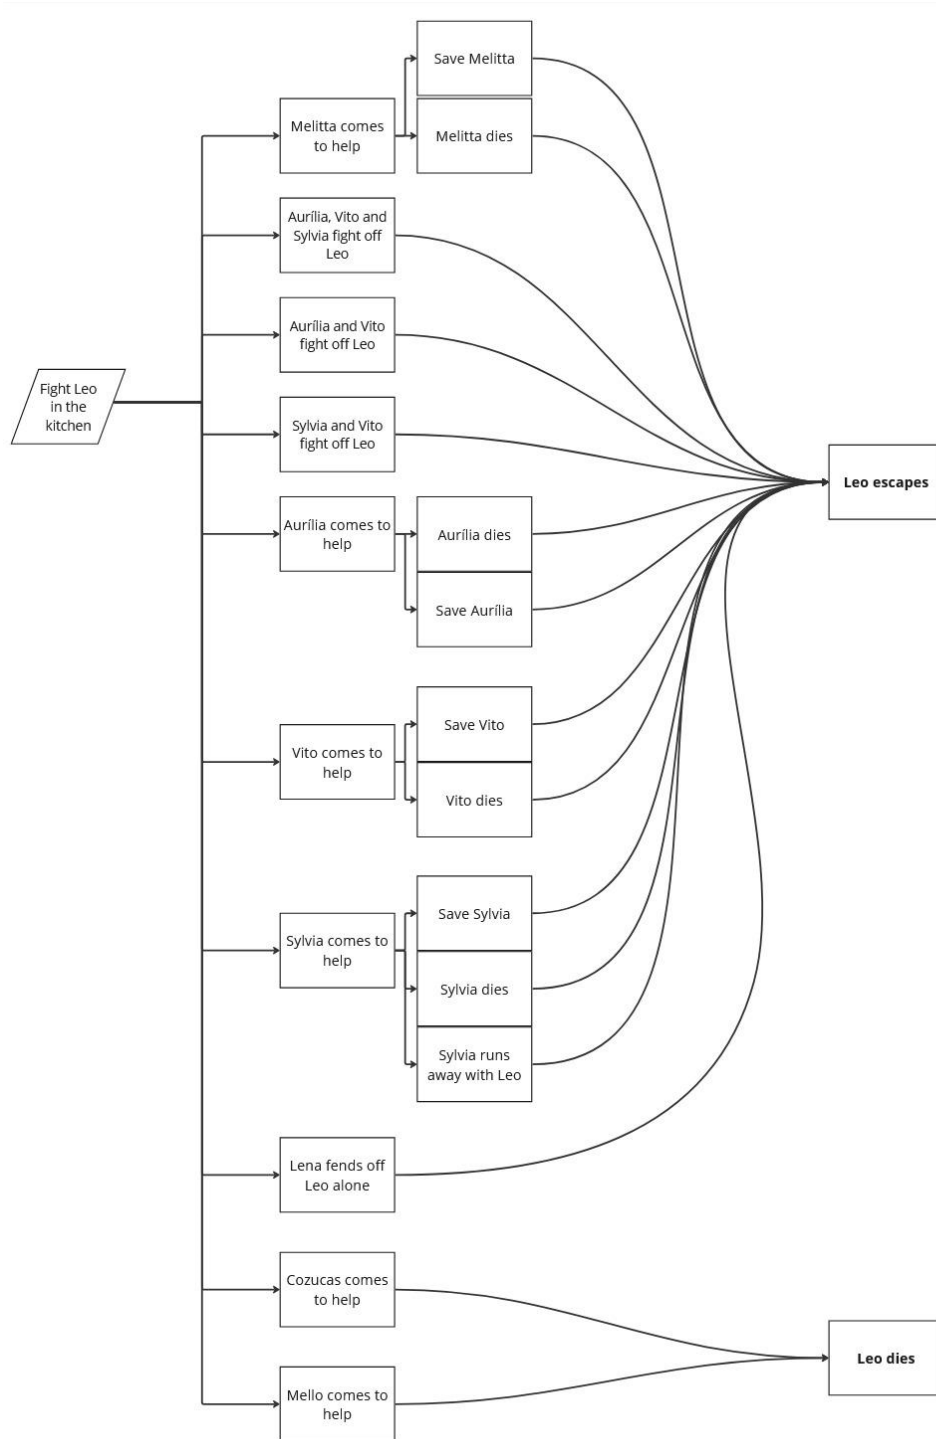 Save Melitta
Melitta comes
to help
Melitta dies
Aurília, Vito and
Sylvia fight off
Leo
Aurília and Vito
fight off Leo
Fight Leo
in the
kitchen
Sylvia and Vito
fight off Leo
Leo escapes
Aurília comes to
help
Aurília dies
Save Aurília
Save Vito
Vito comes to
help
Vito dies
Save Sylvia
Sylvia comes to
help
Sylvia dies
Sylvia runs
away with Leo
Lena fends off
Leo alone
Cozucas comes
to help
Leo dies
Mello comes to
help